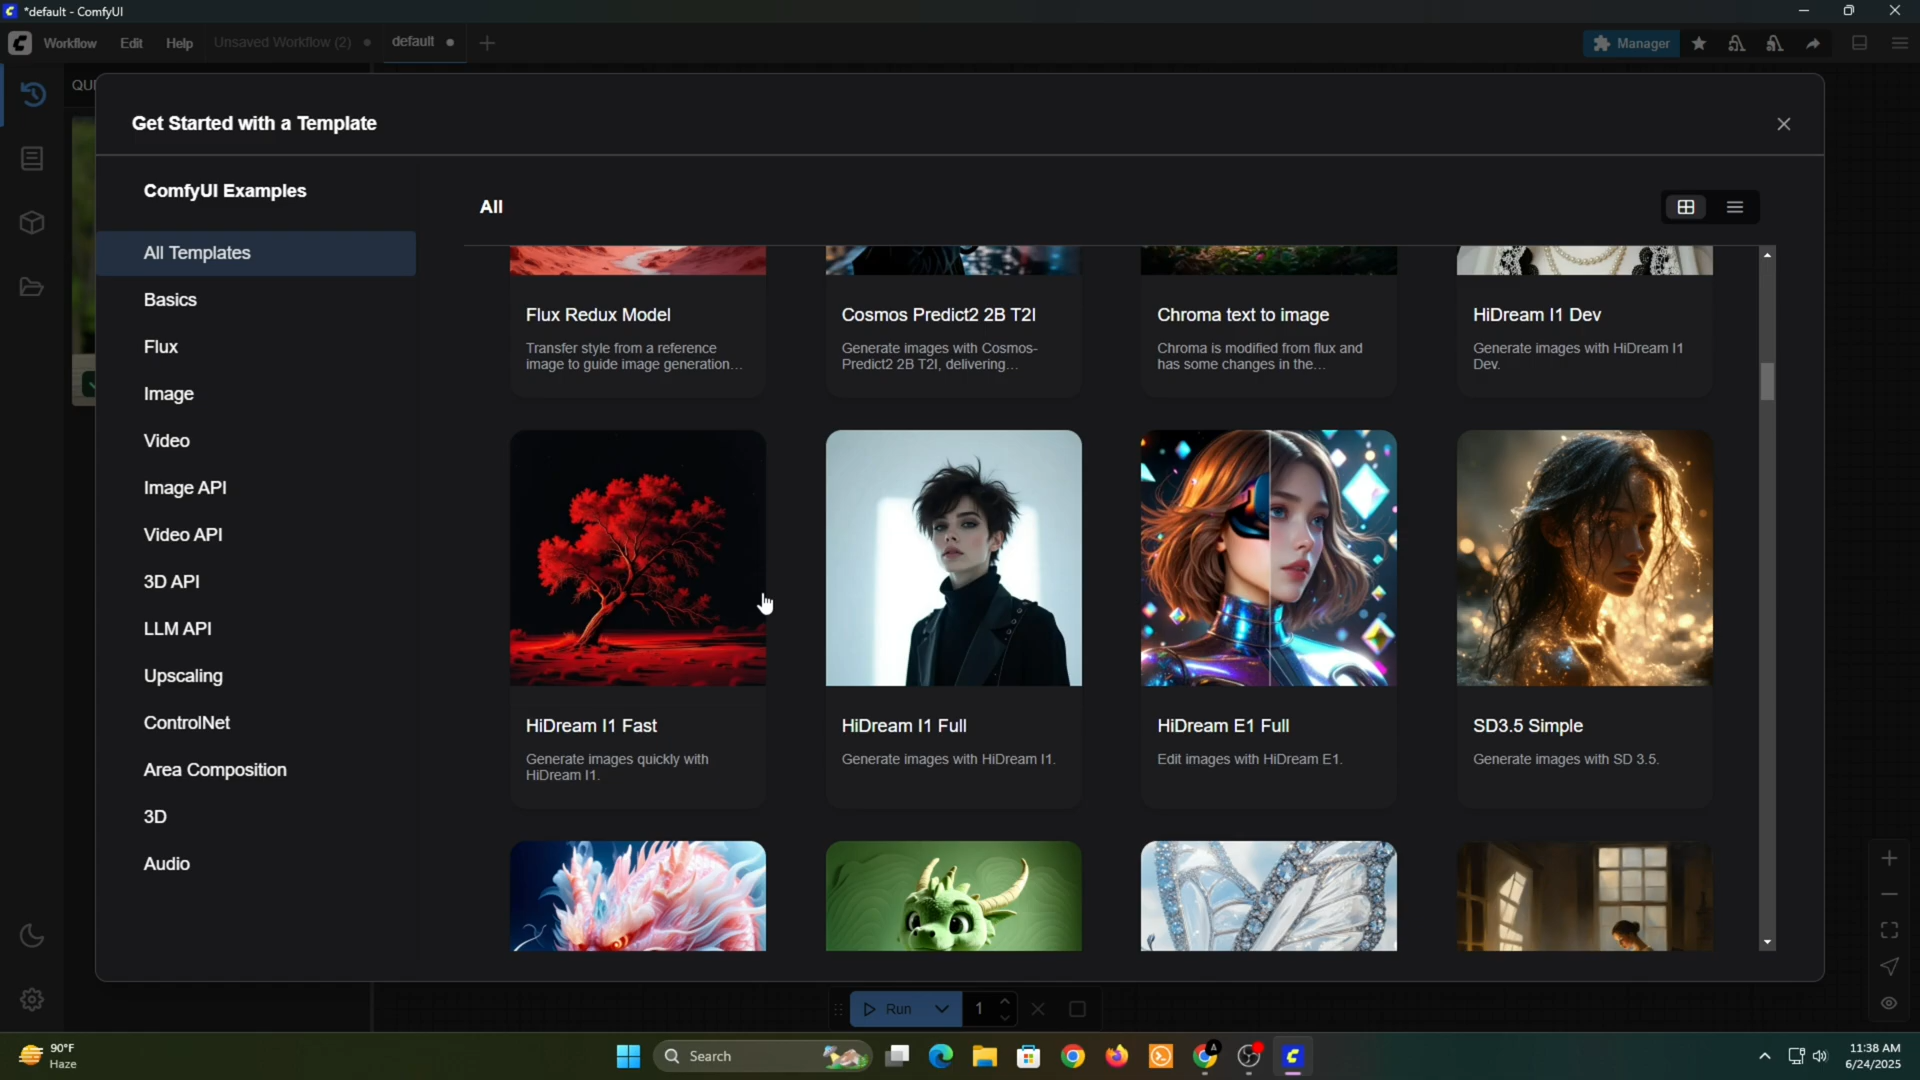 *default - ComfyUI
Workflow Edit Help Unsaved Workflow (2) default Manager
QU
Get Started with a Template
ComfyUI Examples
All Templates
Basics
Flux
Image
Video
Image API
Video API
3D API
LLM API
Upscaling
ControlNet
Area Composition
3D
Audio
All
Flux Redux Model
Transfer style from a reference
image to guide image generation...
Cosmos Predict2 2B T2I
Generate images with Cosmos-
Predict2 2B T2I, delivering...
Chroma text to image
Chroma is modified from flux and
has some changes in the...
HiDream I1 Dev
Generate images with HiDream I1
Dev.
HiDream I1 Fast
Generate images quickly with
HiDream I1.
HiDream I1 Full
Generate images with HiDream I1.
HiDream E1 Full
Edit images with HiDream E1.
SD3.5 Simple
Generate images with SD 3.5.
Run 1
90°F
Haze
Search
A
11:38 AM
6/24/2025